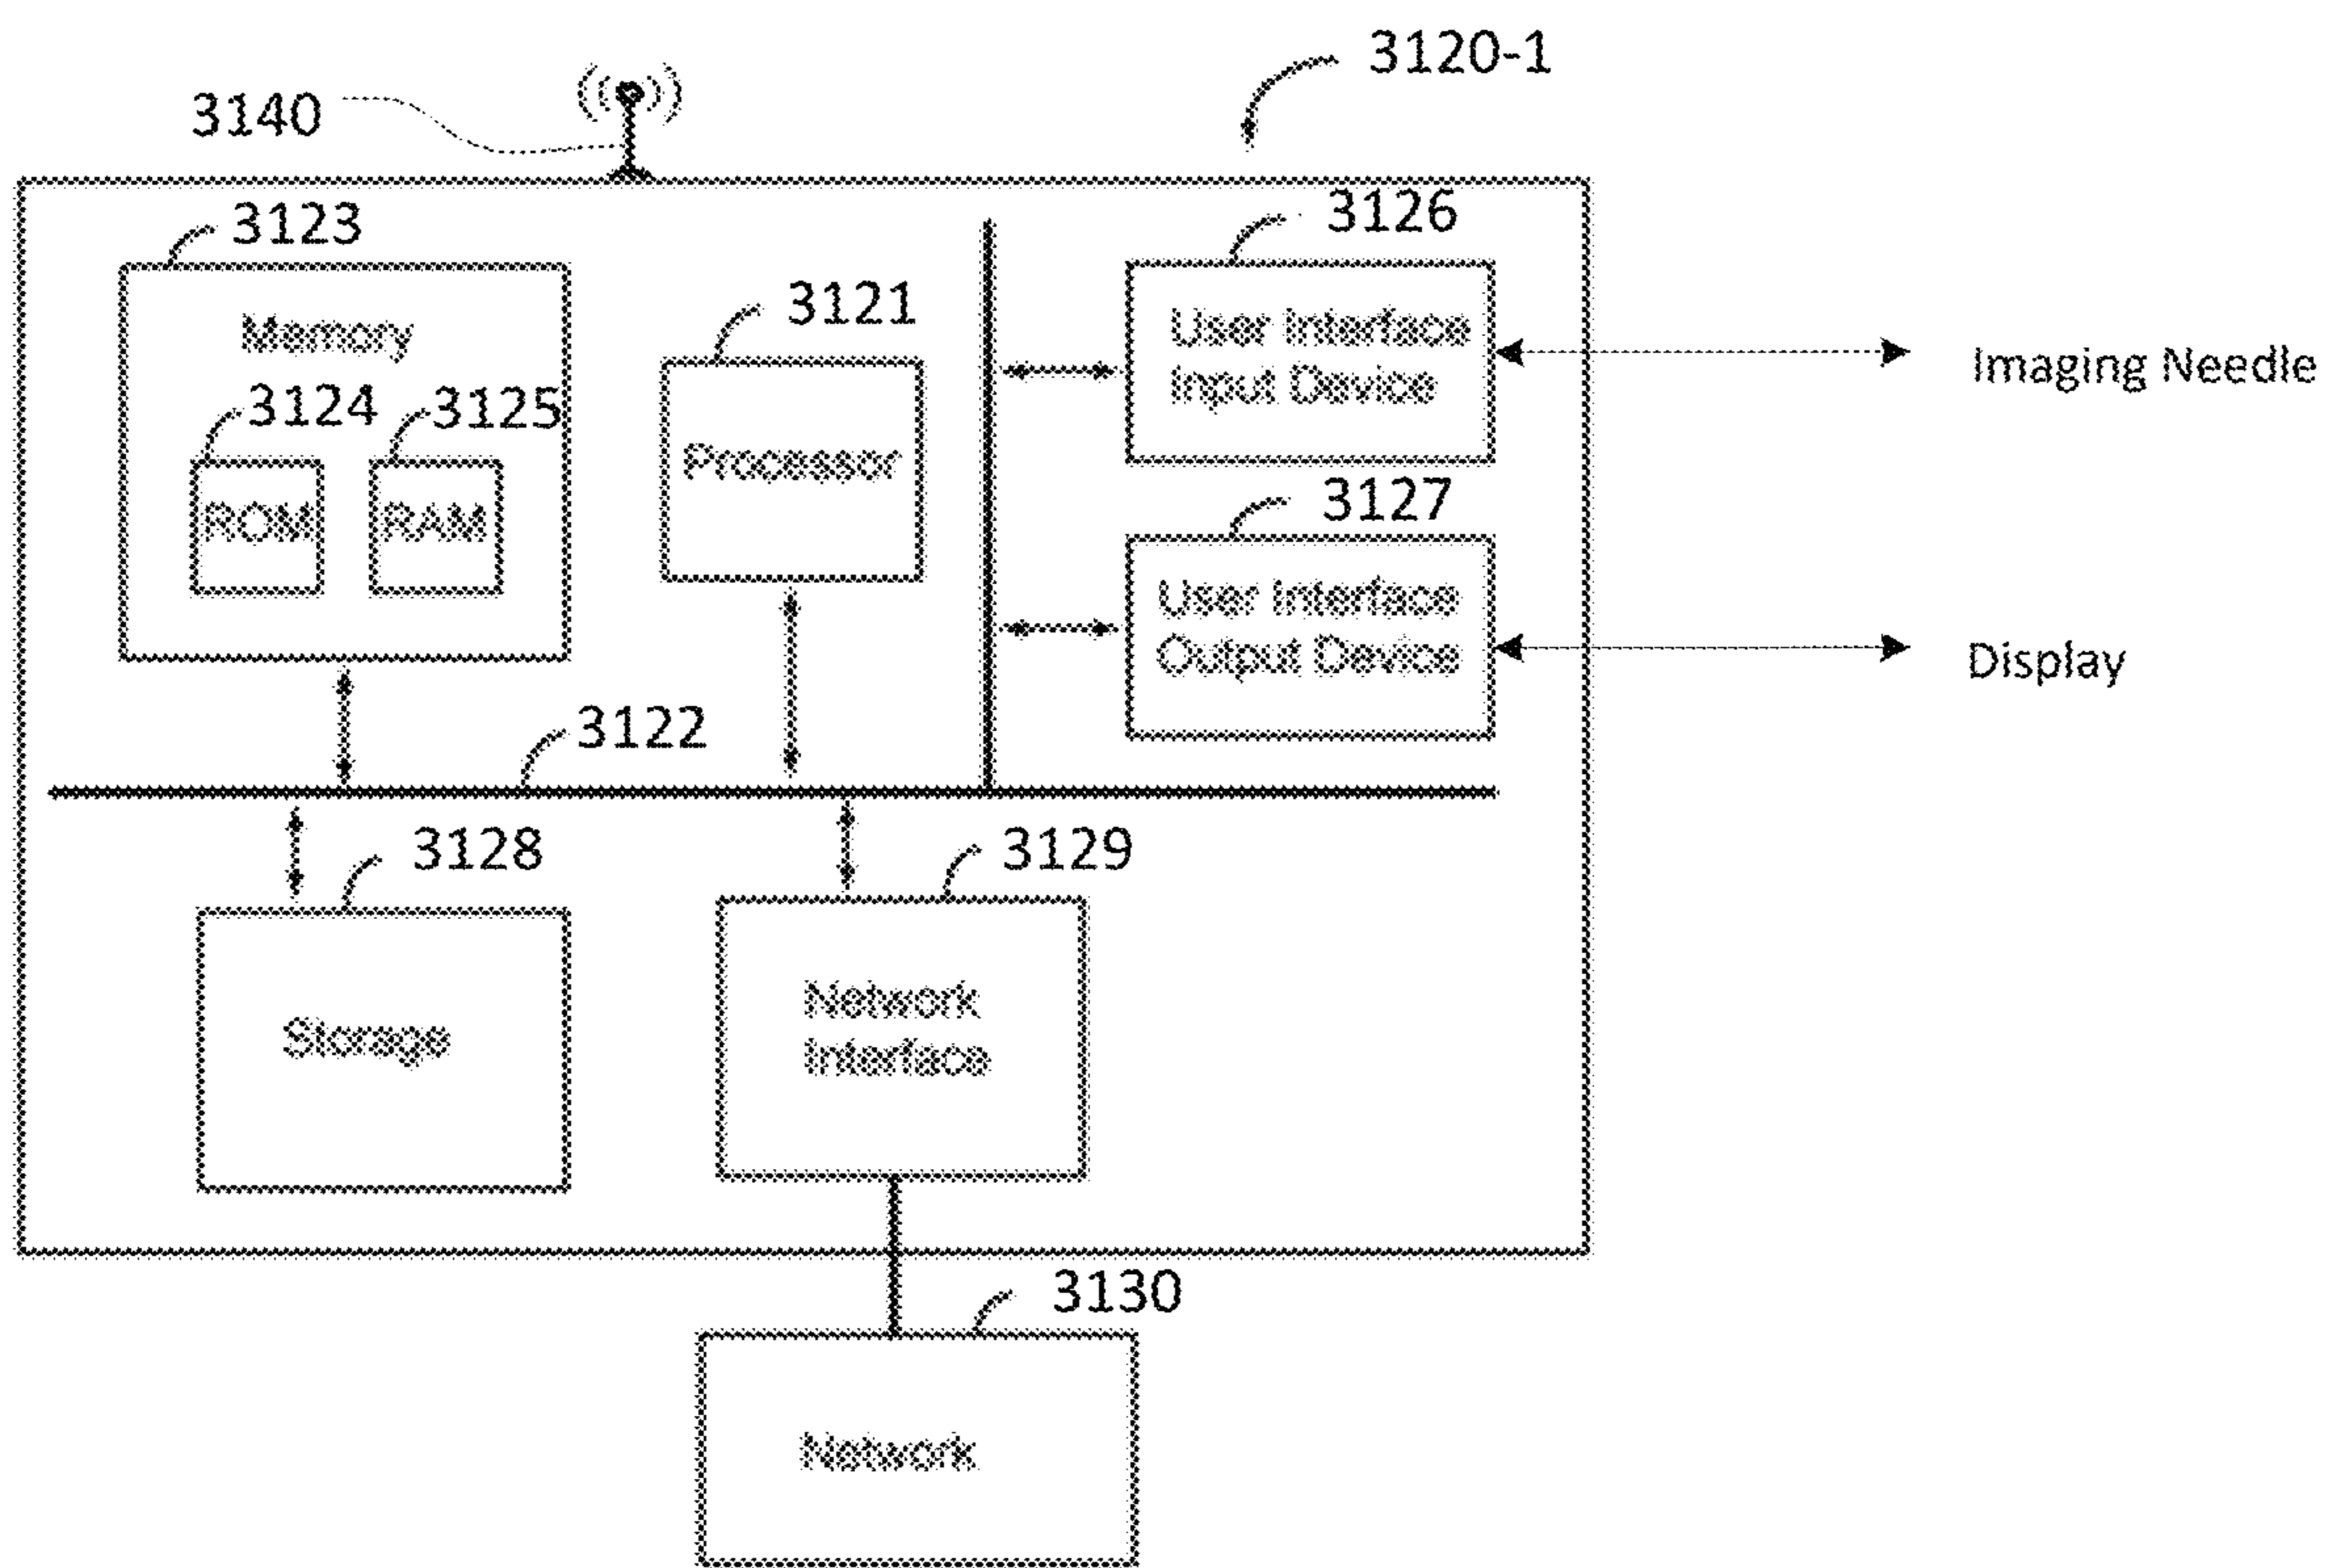 3120-1
3140
3123
3126
3121
Memory
User Interface
Input Device
Imaging Needle
3124
3125
Processor
ROM
RAM
3127
User Interface
Output Device
Display
3122
3128
3129
Storage
Network
Interface
3130
Network